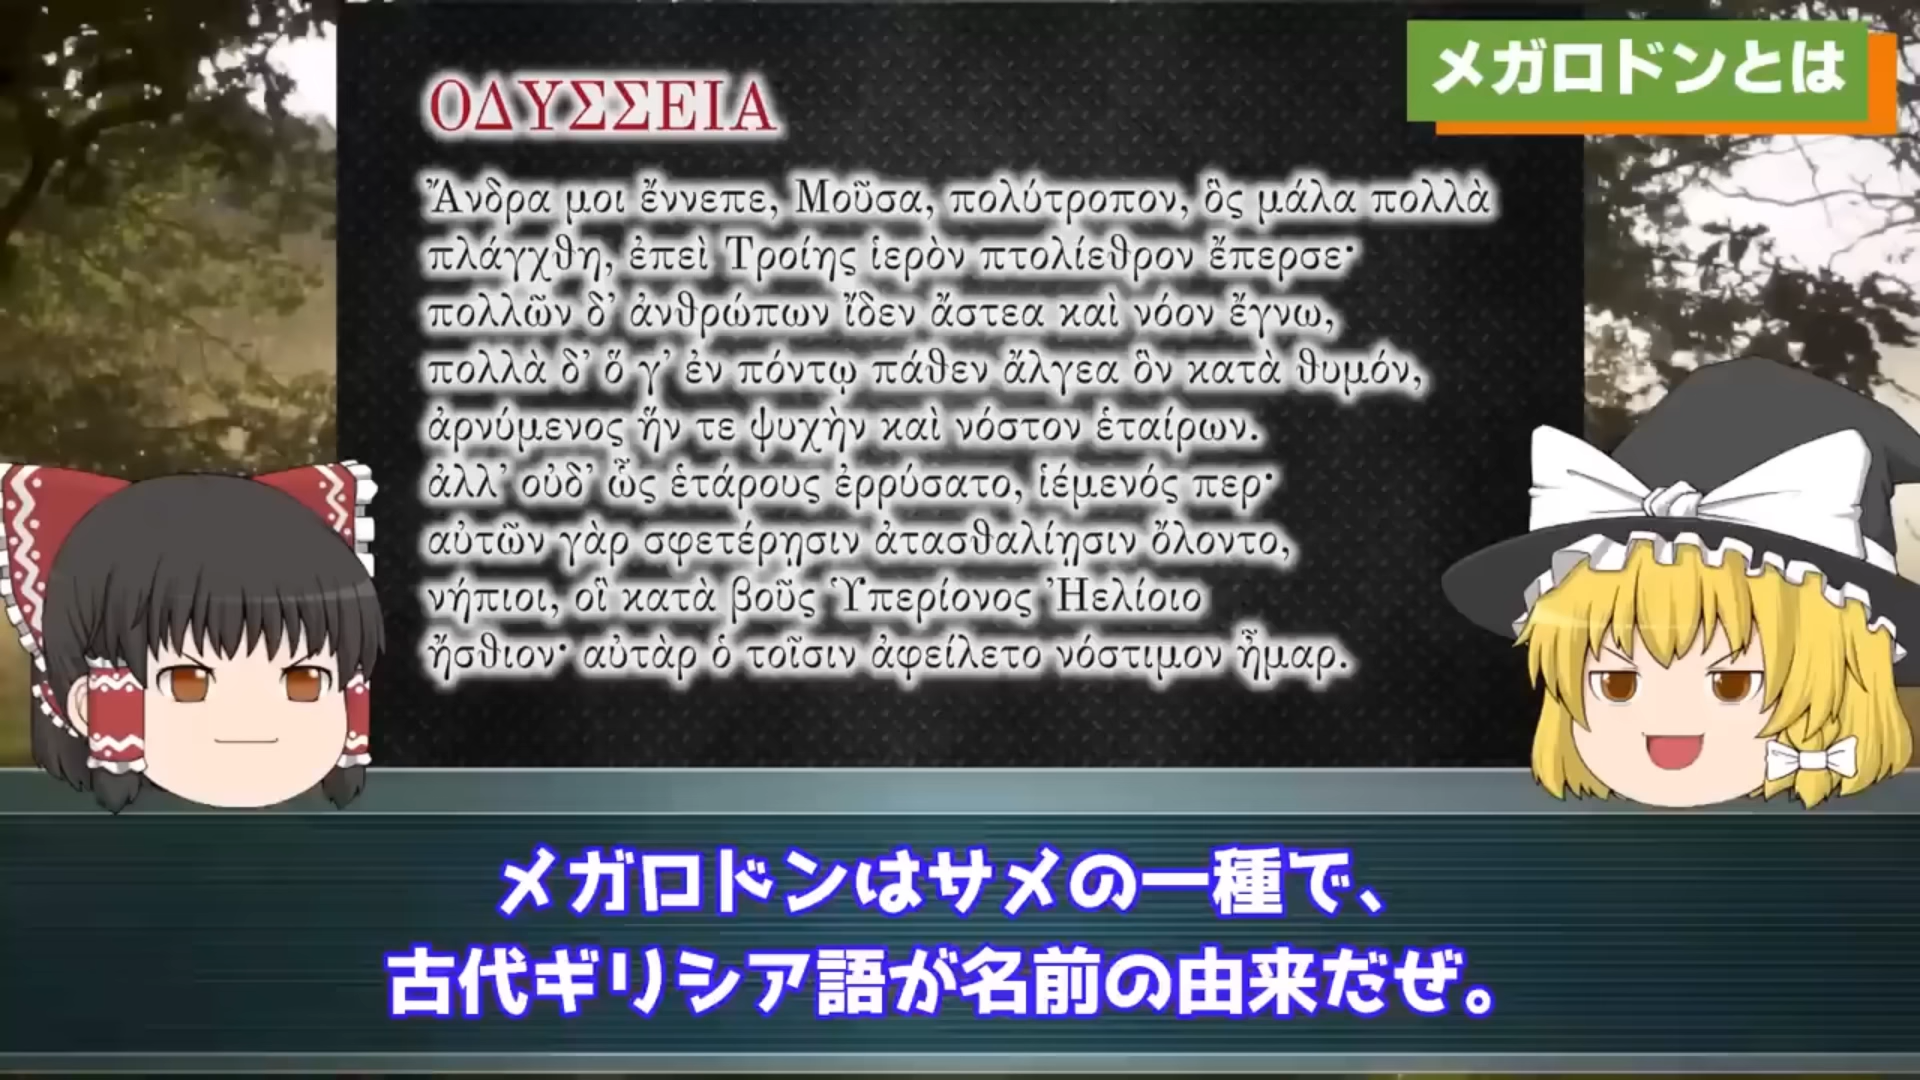 メガロドンとは
ΟΔΥΣΣΕΙΑ
Ἄνδρα μοι ἔννεπε, Μοῦσα, πολύτροπον, ὃς μάλα πολλὰ
πλάγχθη, ἐπεὶ Τροίης ἱερὸν πτολίεθρον ἔπερσε·
πολλῶν δ’ ἀνθρώπων ἴδεν ἄστεα καὶ νόον ἔγνω,
πολλὰ δ’ ὅ γ’ ἐν πόντῳ πάθεν ἄλγεα ὃν κατὰ θυμόν,
ἀρνύμενος ἥν τε ψυχὴν καὶ νόστον ἑταίρων.
ἀλλ’ οὐδ’ ὧς ἑτάρους ἐρρύσατο, ἱέμενός περ·
αὐτῶν γὰρ σφετέρῃσιν ἀτασθαλίῃσιν ὄλοντο,
νήπιοι, οἳ κατὰ βοῦς Ὑπερίονος Ἠελίοιο
ἤσθιον· αὐτὰρ ὁ τοῖσιν ἀφείλετο νόστιμον ἦμαρ.
メガロドンはサメの一種で、
古代ギリシア語が名前の由来だぜ。